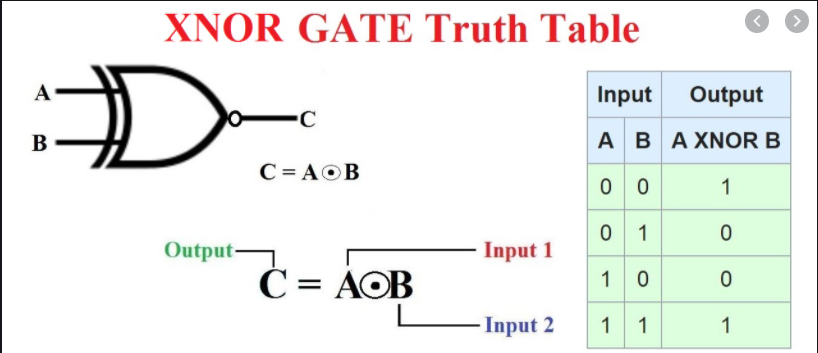 XNOR GATE Truth Table
A
B
C
C = A⊙B
Output
Input 1
C = A⊙B
Input 2
Input Output
A B A XNOR B
0 0 1
0 1 0
1 0 0
1 1 1